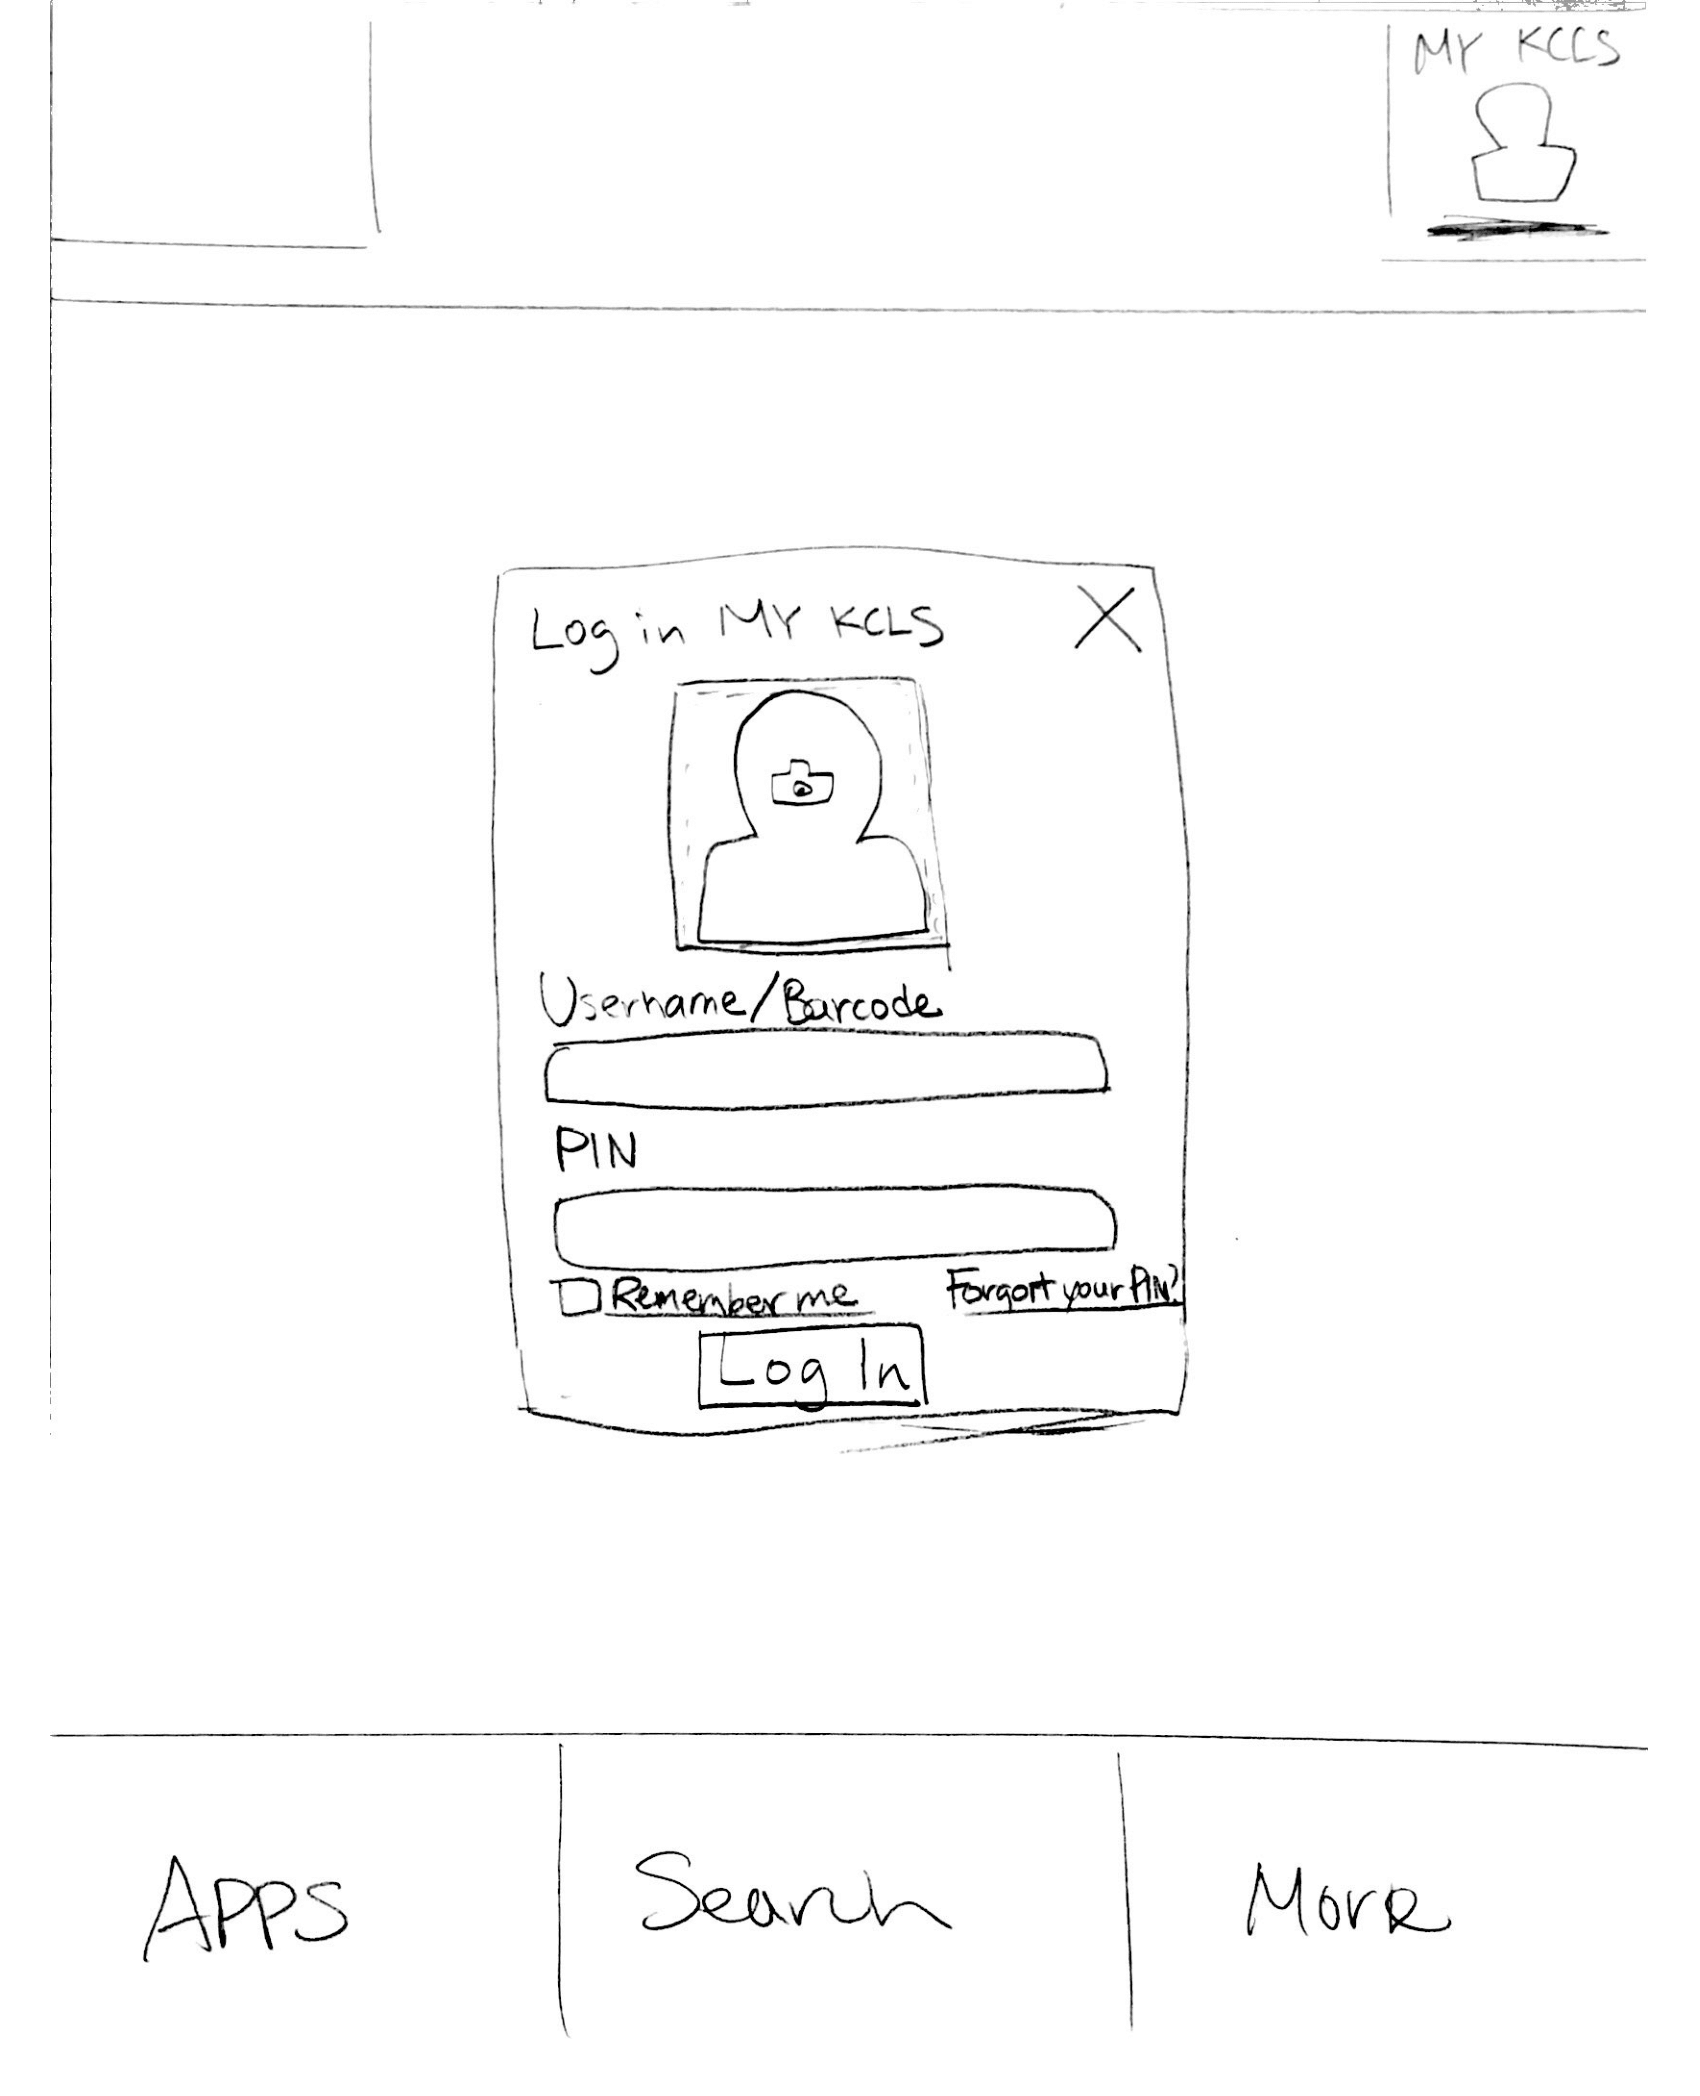 MY KCLS
Log in MY KCLS X
Username/Barcode
PIN
Remember me Forgort your PIN?
Log In
APPS Search More